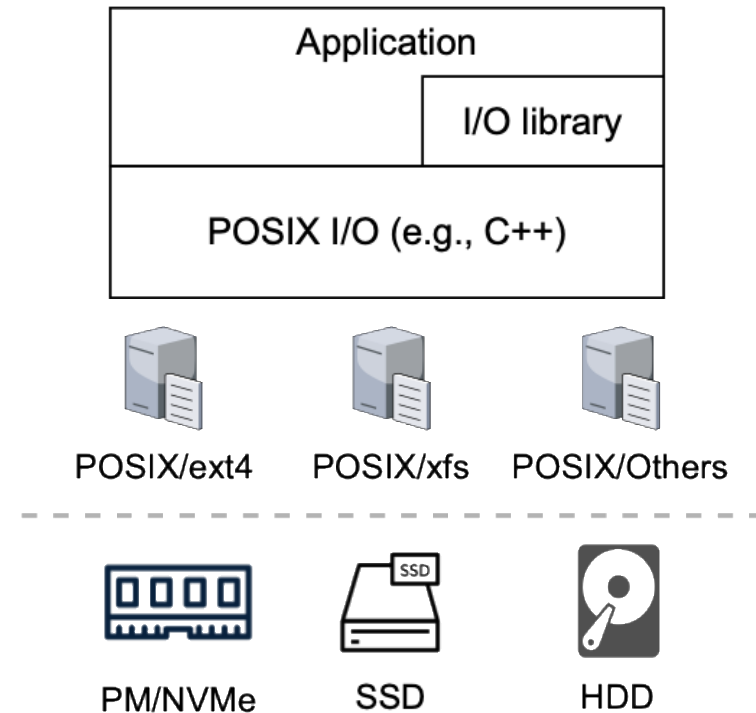 Application
I/O library
POSIX I/O (e.g., C++)
POSIX/ext4
POSIX/xfs
POSIX/Others
SSD
PM/NVMe
SSD
HDD